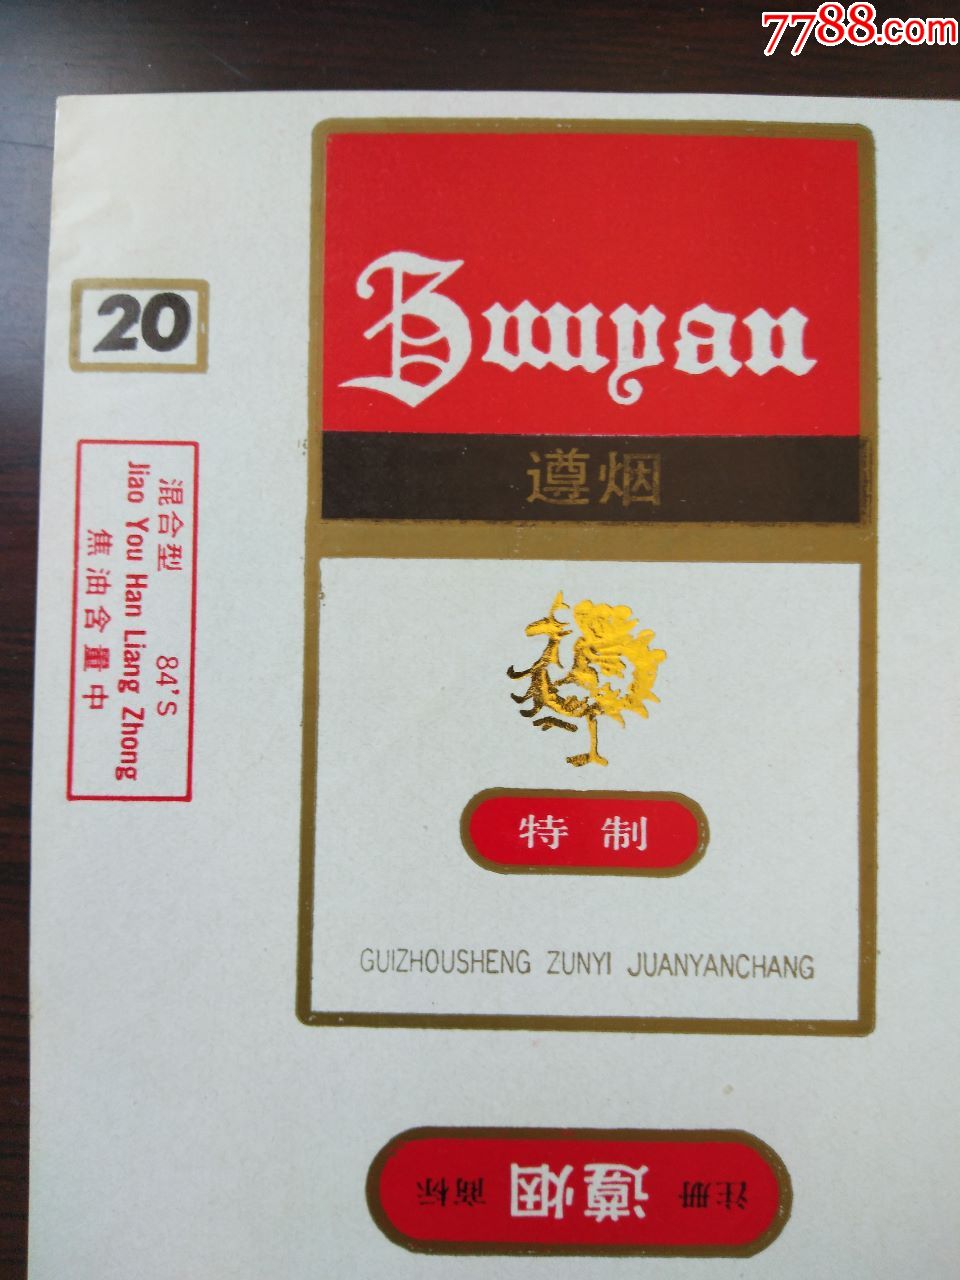 7788.com
Zunyan
遵烟
20
混合型 84'S
Jiao You Han Liang Zhong
焦油含量中
特制
GUIZHOUSHENG ZUNYI JUANYANCHANG
注册 遵烟 商标